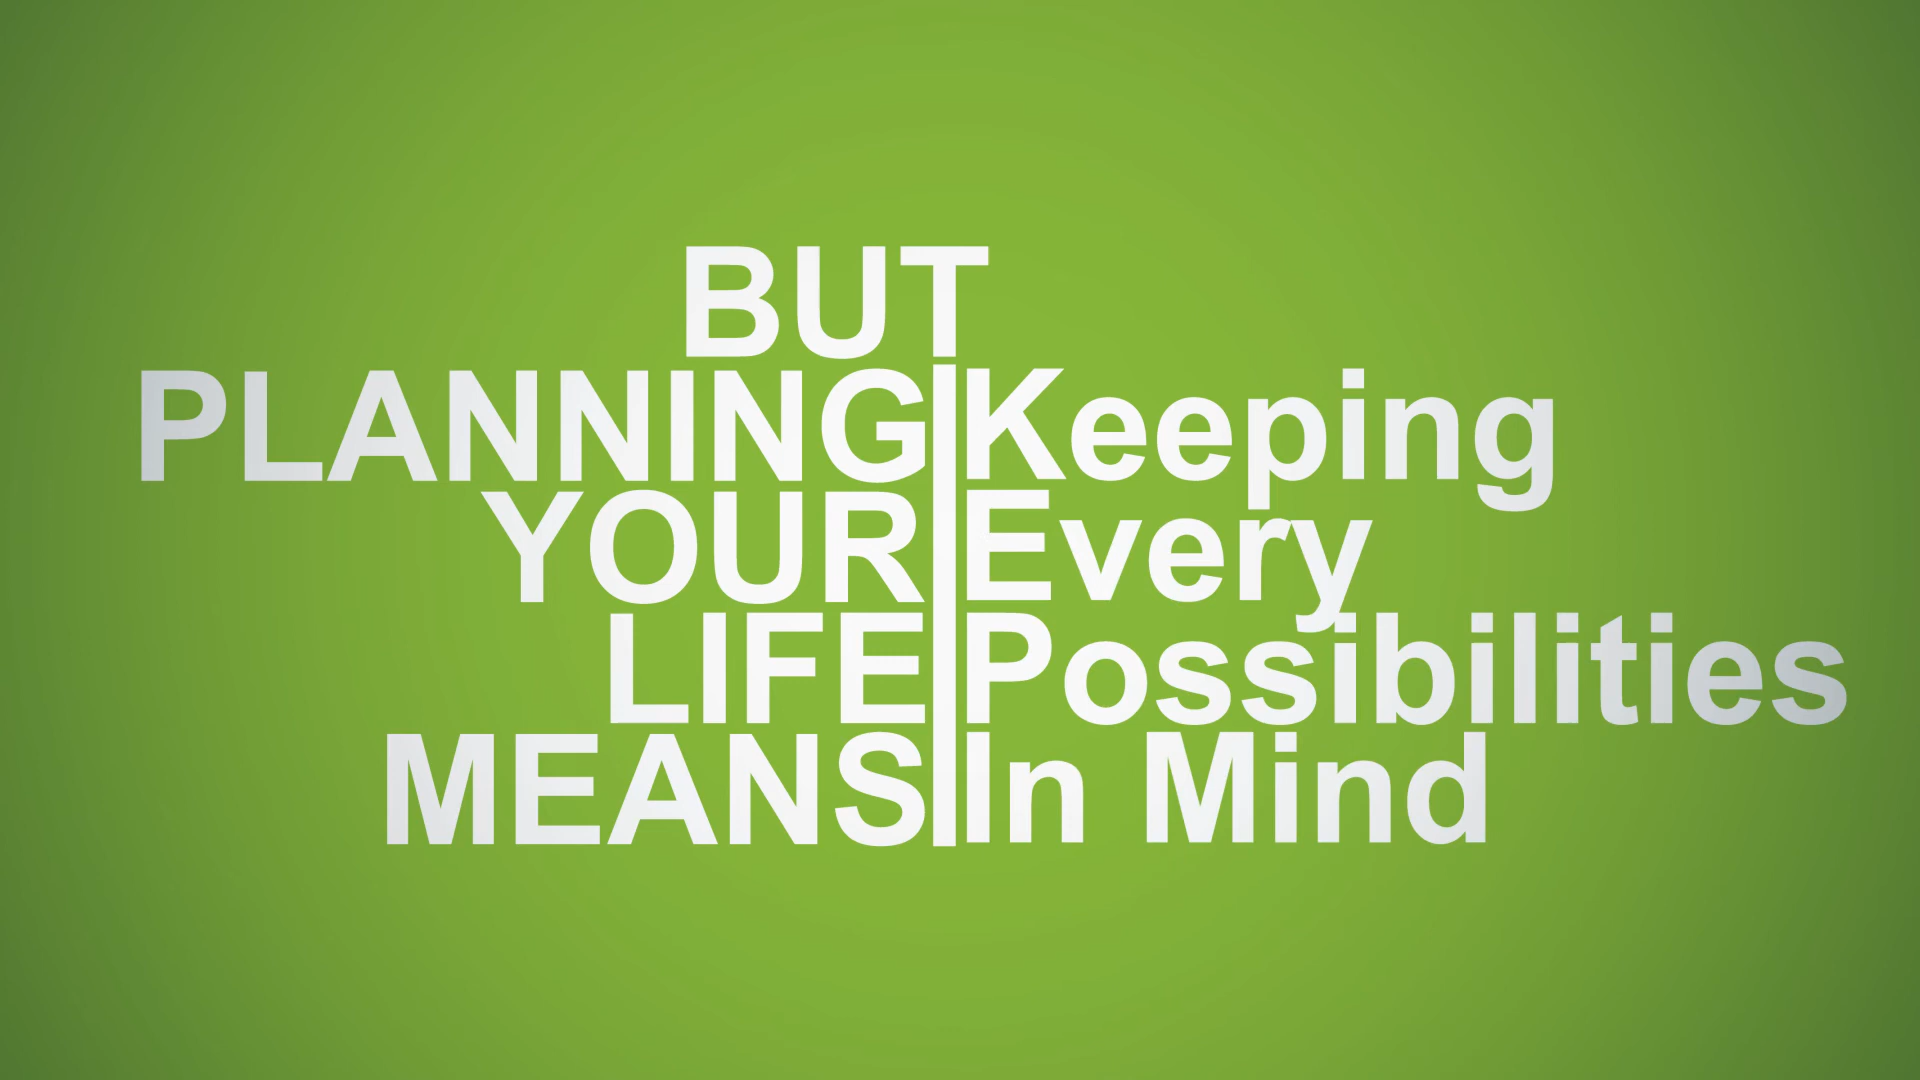 BUT
PLANNING Keeping
YOUR Every
LIFE Possibilities
MEANS In Mind